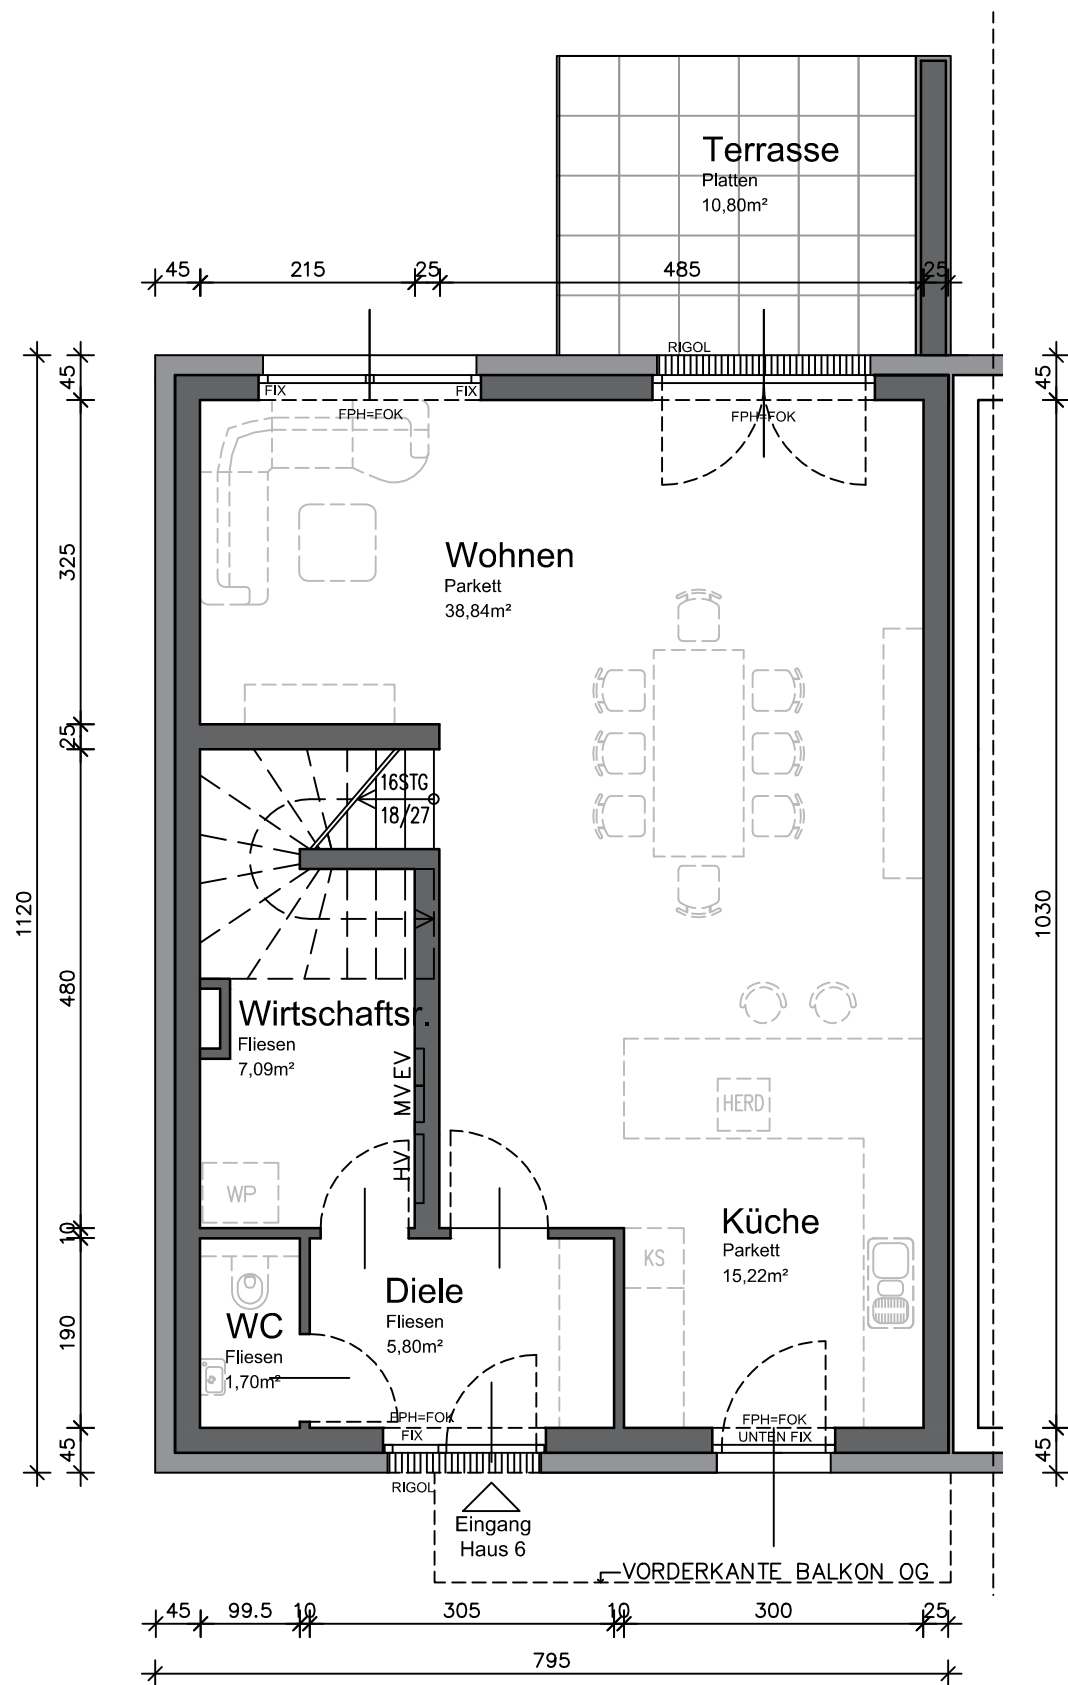 Terrasse
Platten
10,80m²
45 215 25 485 25
RIGOL
FIX FIX
FPH=FOK FPH=FOK
45
45
325
Wohnen
Parkett
38,84m²
25
16STG
18/27
1120
1030
480
Wirtschaftsr.
Fliesen
7,09m²
MVEV
HERD
HV
WP
10
Küche
Parkett
15,22m²
KS
Diele
Fliesen
5,80m²
190
WC
Fliesen
1,70m²
FPH=FOK
FIX
FPH=FOK
UNTEN FIX
45
45
RIGOL
Eingang
Haus 6
VORDERKANTE BALKON OG
45 99.5 10 305 10 300 25
795